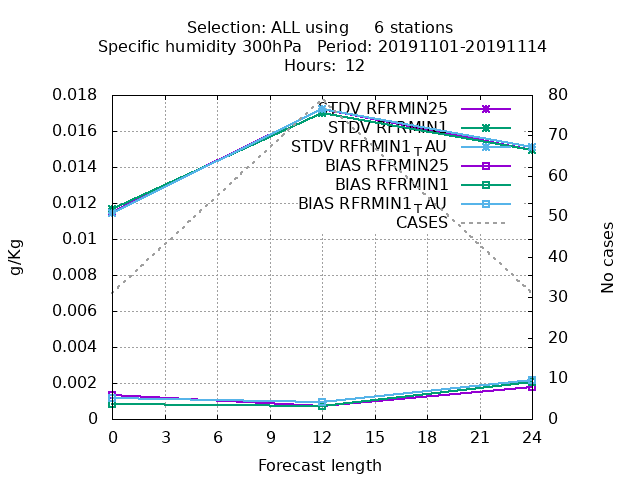 Selection: ALL using 6 stations
Specific humidity 300hPa Period: 20191101-20191114
Hours: 12
0.018
0.016
0.014
0.012
0.01
0.008
0.006
0.004
0.002
0
g/Kg
STDV RFRMIN25
STDV RFRMIN1
STDV RFRMIN1TAU
BIAS RFRMIN25
BIAS RFRMIN1
BIAS RFRMIN1TAU
CASES
80
70
60
50
40
30
20
10
0
No cases
0 3 6 9 12 15 18 21 24
Forecast length